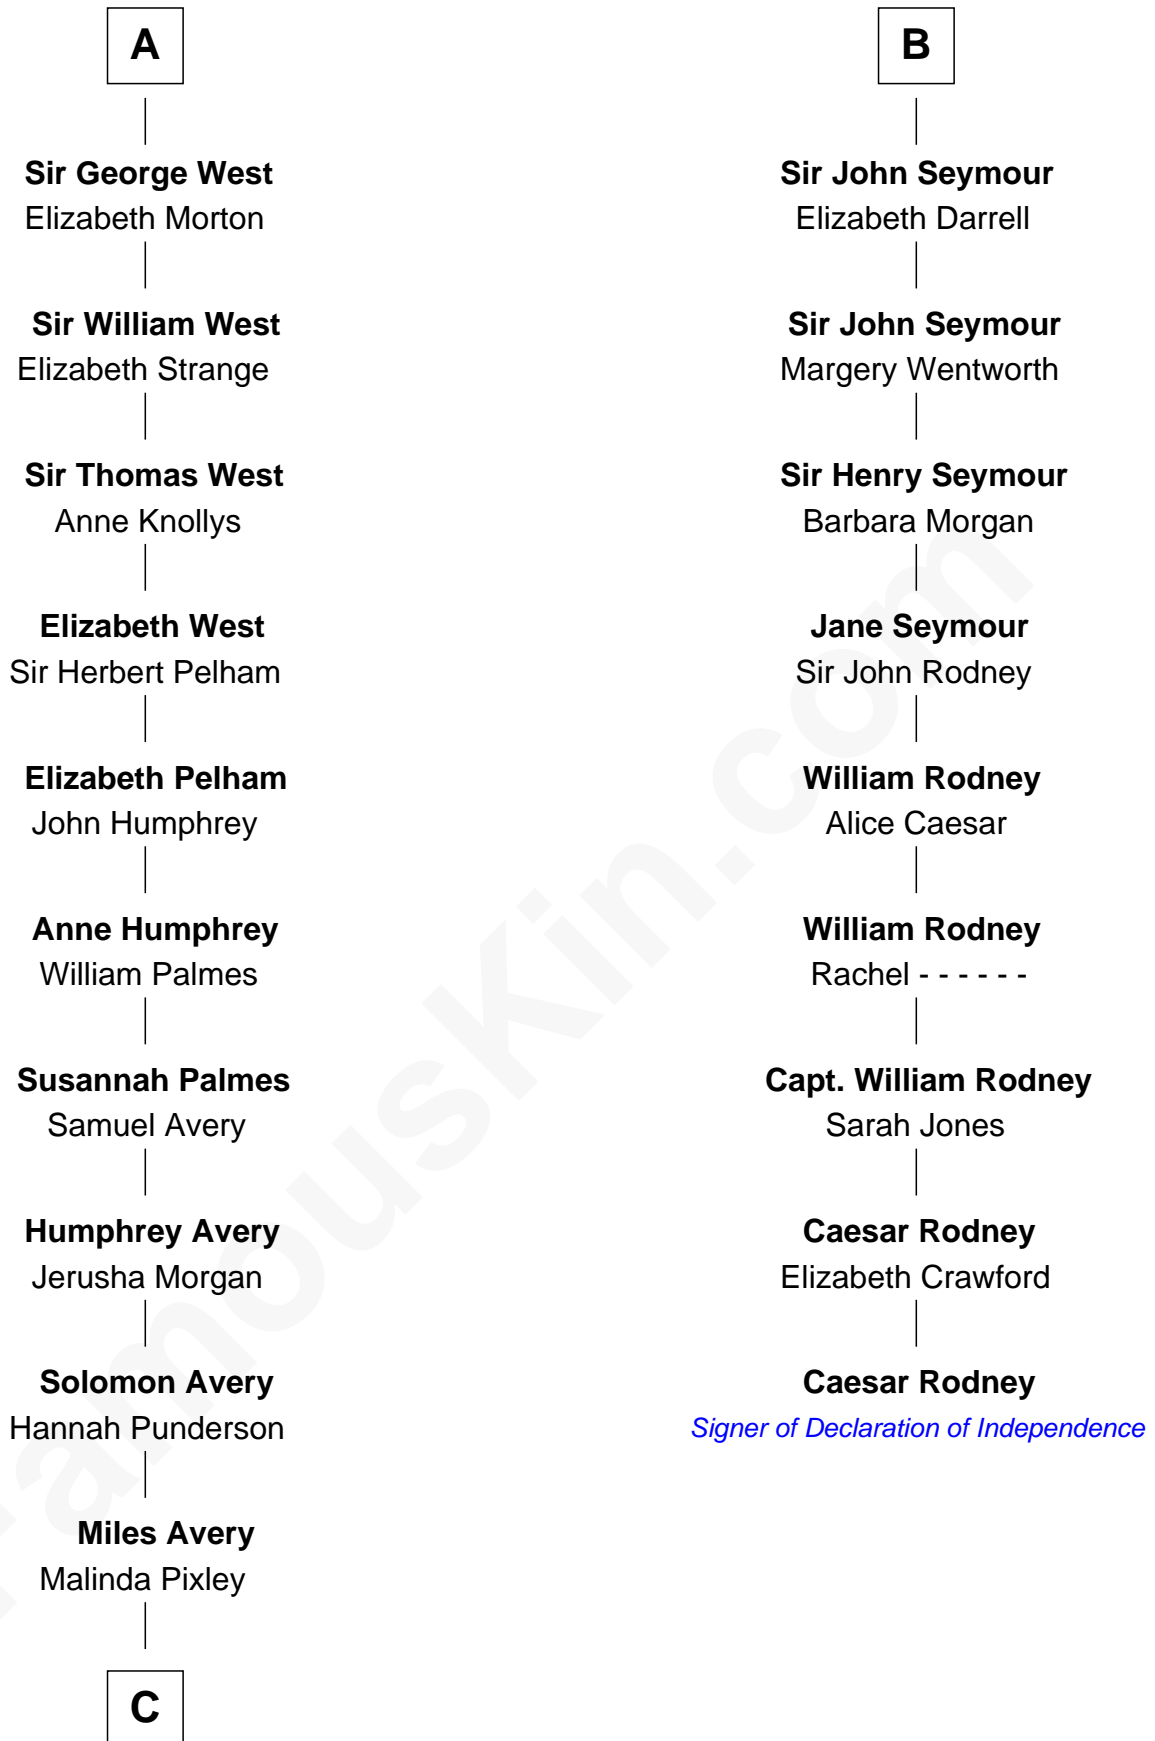 A
Sir George West
Elizabeth Morton
Sir William West
Elizabeth Strange
Sir Thomas West
Anne Knollys
Elizabeth West
Sir Herbert Pelham
Elizabeth Pelham
John Humphrey
Anne Humphrey
William Palmes
Susannah Palmes
Samuel Avery
Humphrey Avery
Jerusha Morgan
Solomon Avery
Hannah Punderson
Miles Avery
Malinda Pixley
C
B
Sir John Seymour
Elizabeth Darrell
Sir John Seymour
Margery Wentworth
Sir Henry Seymour
Barbara Morgan
Jane Seymour
Sir John Rodney
William Rodney
Alice Caesar
William Rodney
Rachel - - - - - -
Capt. William Rodney
Sarah Jones
Caesar Rodney
Elizabeth Crawford
Caesar Rodney
Signer of Declaration of Independence
FamousKin.com